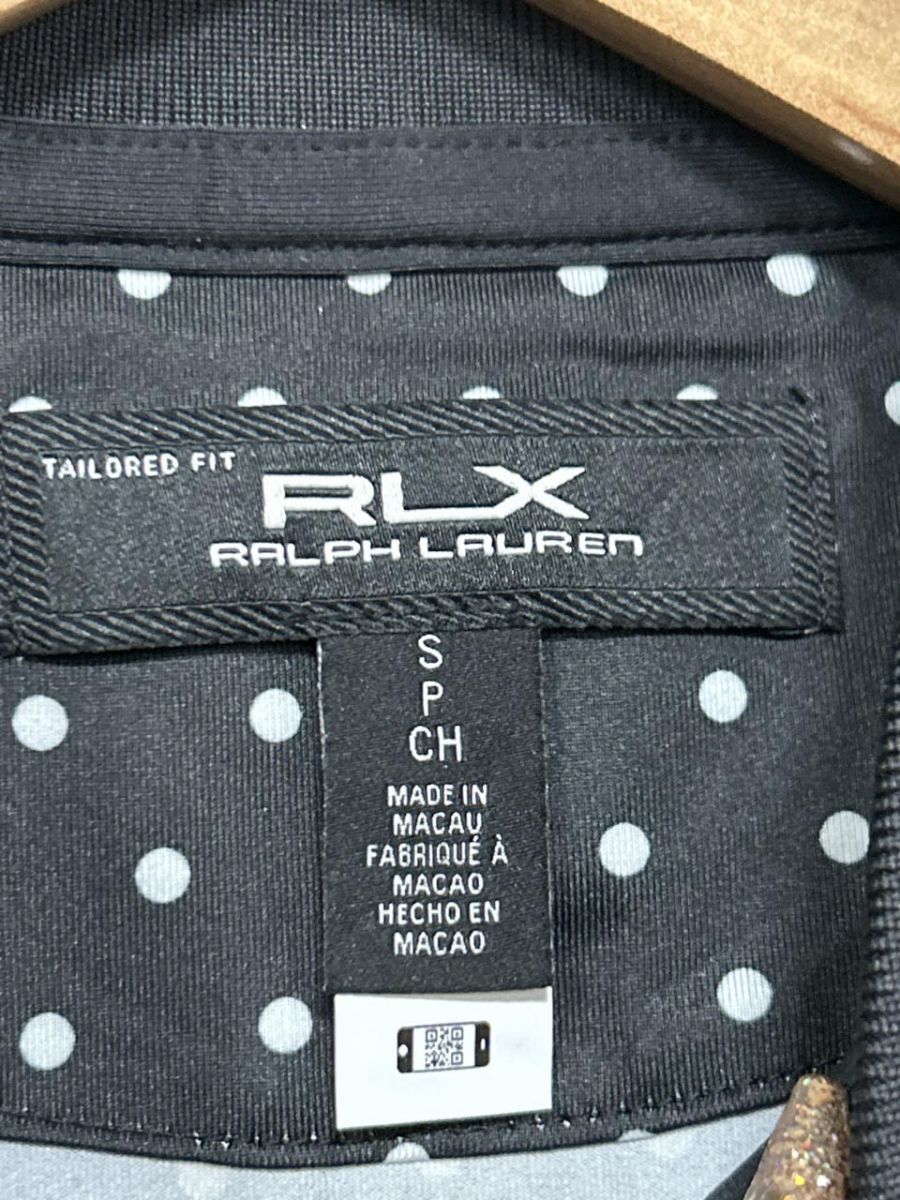 TAILORED FIT
RLX
RALPH LAUREN
S
P
CH
MADE IN
MACAU
FABRIQUÉ À
MACAO
HECHO EN
MACAO